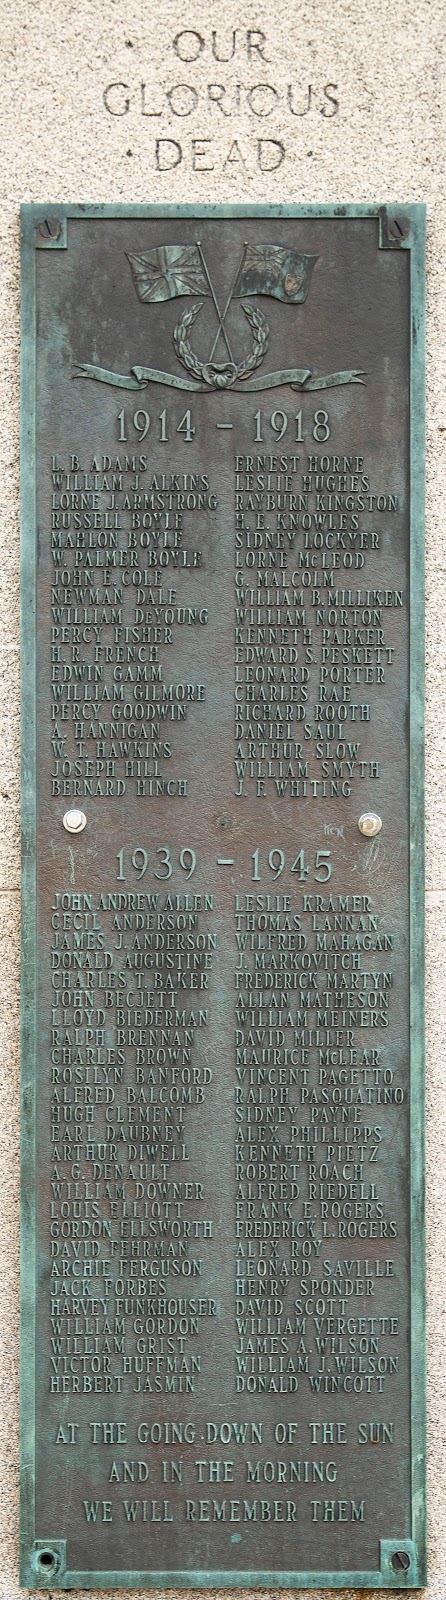 OUR
GLORIOUS
· DEAD ·
1914 - 1918
L. B. ADAMS
WILLIAM J. ALKINS
LORNE J. ARMSTRONG
RUSSELL BOYLE
MAHLON BOYLE
W. PALMER BOYLE
JOHN E. COLE
NEWMAN DALE
WILLIAM DeYOUNG
PERCY FISHER
H. R. FRENCH
EDWIN GAMM
WILLIAM GILMORE
PERCY GOODWIN
A. HANNIGAN
W. T. HAWKINS
JOSEPH HILL
BERNARD HINCH
ERNEST HORNE
LESLIE HUGHES
RAYBURN KINGSTON
H. E. KNOWLES
SIDNEY LOCKYER
LORNE McLEOD
G. MALCOLM
WILLIAM B. MILLIKEN
WILLIAM NORTON
KENNETH PARKER
EDWARD S. PESKETT
LEONARD PORTER
CHARLES RAE
RICHARD ROOTH
DANIEL SAUL
ARTHUR SLOW
WILLIAM SMYTH
J. F. WHITING
1939 - 1945
JOHN ANDREW ALLEN
CECIL ANDERSON
JAMES J. ANDERSON
DONALD AUGUSTINE
CHARLES T. BAKER
JOHN BECJETT
LLOYD BIEDERMAN
RALPH BRENNAN
CHARLES BROWN
ROSILYN BANFORD
ALFRED BALCOMB
HUGH CLEMENT
EARL DAUBNEY
ARTHUR DIWELL
A. G. DENAULT
WILLIAM DOWNER
LOUIS ELLIOTT
GORDON ELLSWORTH
DAVID FEHRMAN
ARCHIE FERGUSON
JACK FORBES
HARVEY FUNKHOUSER
WILLIAM GORDON
WILLIAM GRIST
VICTOR HUFFMAN
HERBERT JASMIN
LESLIE KRAMER
THOMAS LANNAN
WILFRED MAHAGAN
J. MARKOVITCH
FREDERICK MARTYN
ALLAN MATHESON
WILLIAM MEINERS
DAVID MILLER
MAURICE McLEAR
VINCENT PAGETTO
RALPH PASQUATINO
SIDNEY PAYNE
ALEX PHILLIPPS
KENNETH PIETZ
ROBERT ROACH
ALFRED RIEDELL
FRANK E. ROGERS
FREDERICK L. ROGERS
ALEX ROY
LEONARD SAVILLE
HENRY SPONDER
DAVID SCOTT
WILLIAM VERGETTE
JAMES A. WILSON
WILLIAM J. WILSON
DONALD WINCOTT
AT THE GOING DOWN OF THE SUN
AND IN THE MORNING
WE WILL REMEMBER THEM